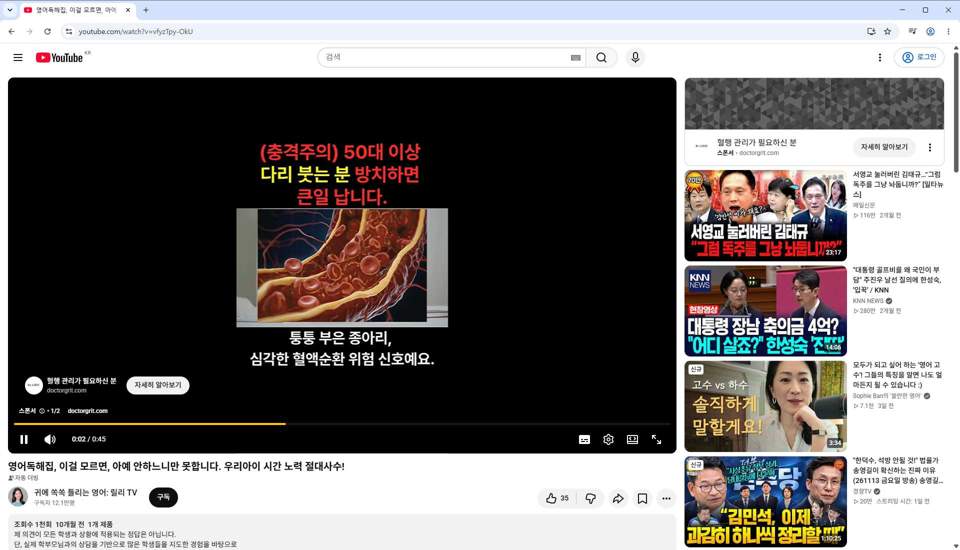 영어독해집, 이걸 모르면, 아이
youtube.com/watch?v=vfyzTpy-OkU
YouTube KR
검색
로그인
(충격주의) 50대 이상
다리 붓는 분 방치하면
큰일 납니다.
퉁퉁 부은 종아리,
심각한 혈액순환 위험 신호예요.
혈행 관리가 필요하신 분
doctorgrit.com
자세히 알아보기
스폰서 · 1/2 doctorgrit.com
0:02 / 0:45
영어독해집, 이걸 모르면, 아예 안하느니만 못합니다. 우리아이 시간 노력 절대사수!
자동 더빙
귀에 쏙쏙 들리는 영어: 릴리 TV
구독자 12.1만명
구독
35
조회수 1천회 10개월 전 1개 제품
제 의견이 모든 학생과 상황에 적용되는 정답은 아닙니다.
단, 실제 학부모님과의 상담을 기반으로 많은 학생들을 지도한 경험을 바탕으로
혈행 관리가 필요하신 분
스폰서 · doctorgrit.com
자세히 알아보기
서영교 눌러버린 김태규
"그럼 독주를 그냥 놔둡니까?"
23:17
서영교 눌러버린 김태규…"그럼
독주를 그냥 놔둡니까?" [일타뉴
스]
매일신문
116만 2개월 전
KNN
NEWS
현장영상
대통령 장남 축의금 4억?
"어디 살죠?" 한성숙 '진땀'
14:06
"대통령 골프비를 왜 국민이 부
담" 주진우 날선 질의에 한성숙,
'입꾹' / KNN
KNN NEWS
280만 2개월 전
신규
고수 vs 하수
솔직하게
말할게요!
3:34
모두가 되고 싶어 하는 '영어 고
수'! 그들의 특징을 알면 나도 얼
마든지 될 수 있습니다 :)
Sophie Ban의 '쓸만한 영어'
7.1천 3일 전
신규
"김민석, 이제
과감히 하나씩 정리할 때"
1:10:25
"한덕수, 석방 안될 것!" 법률가
송영길이 확신하는 진짜 이유
(261113 금요일 방송) 송영길…
정청TV
20만 스트리밍 시간: 1일 전